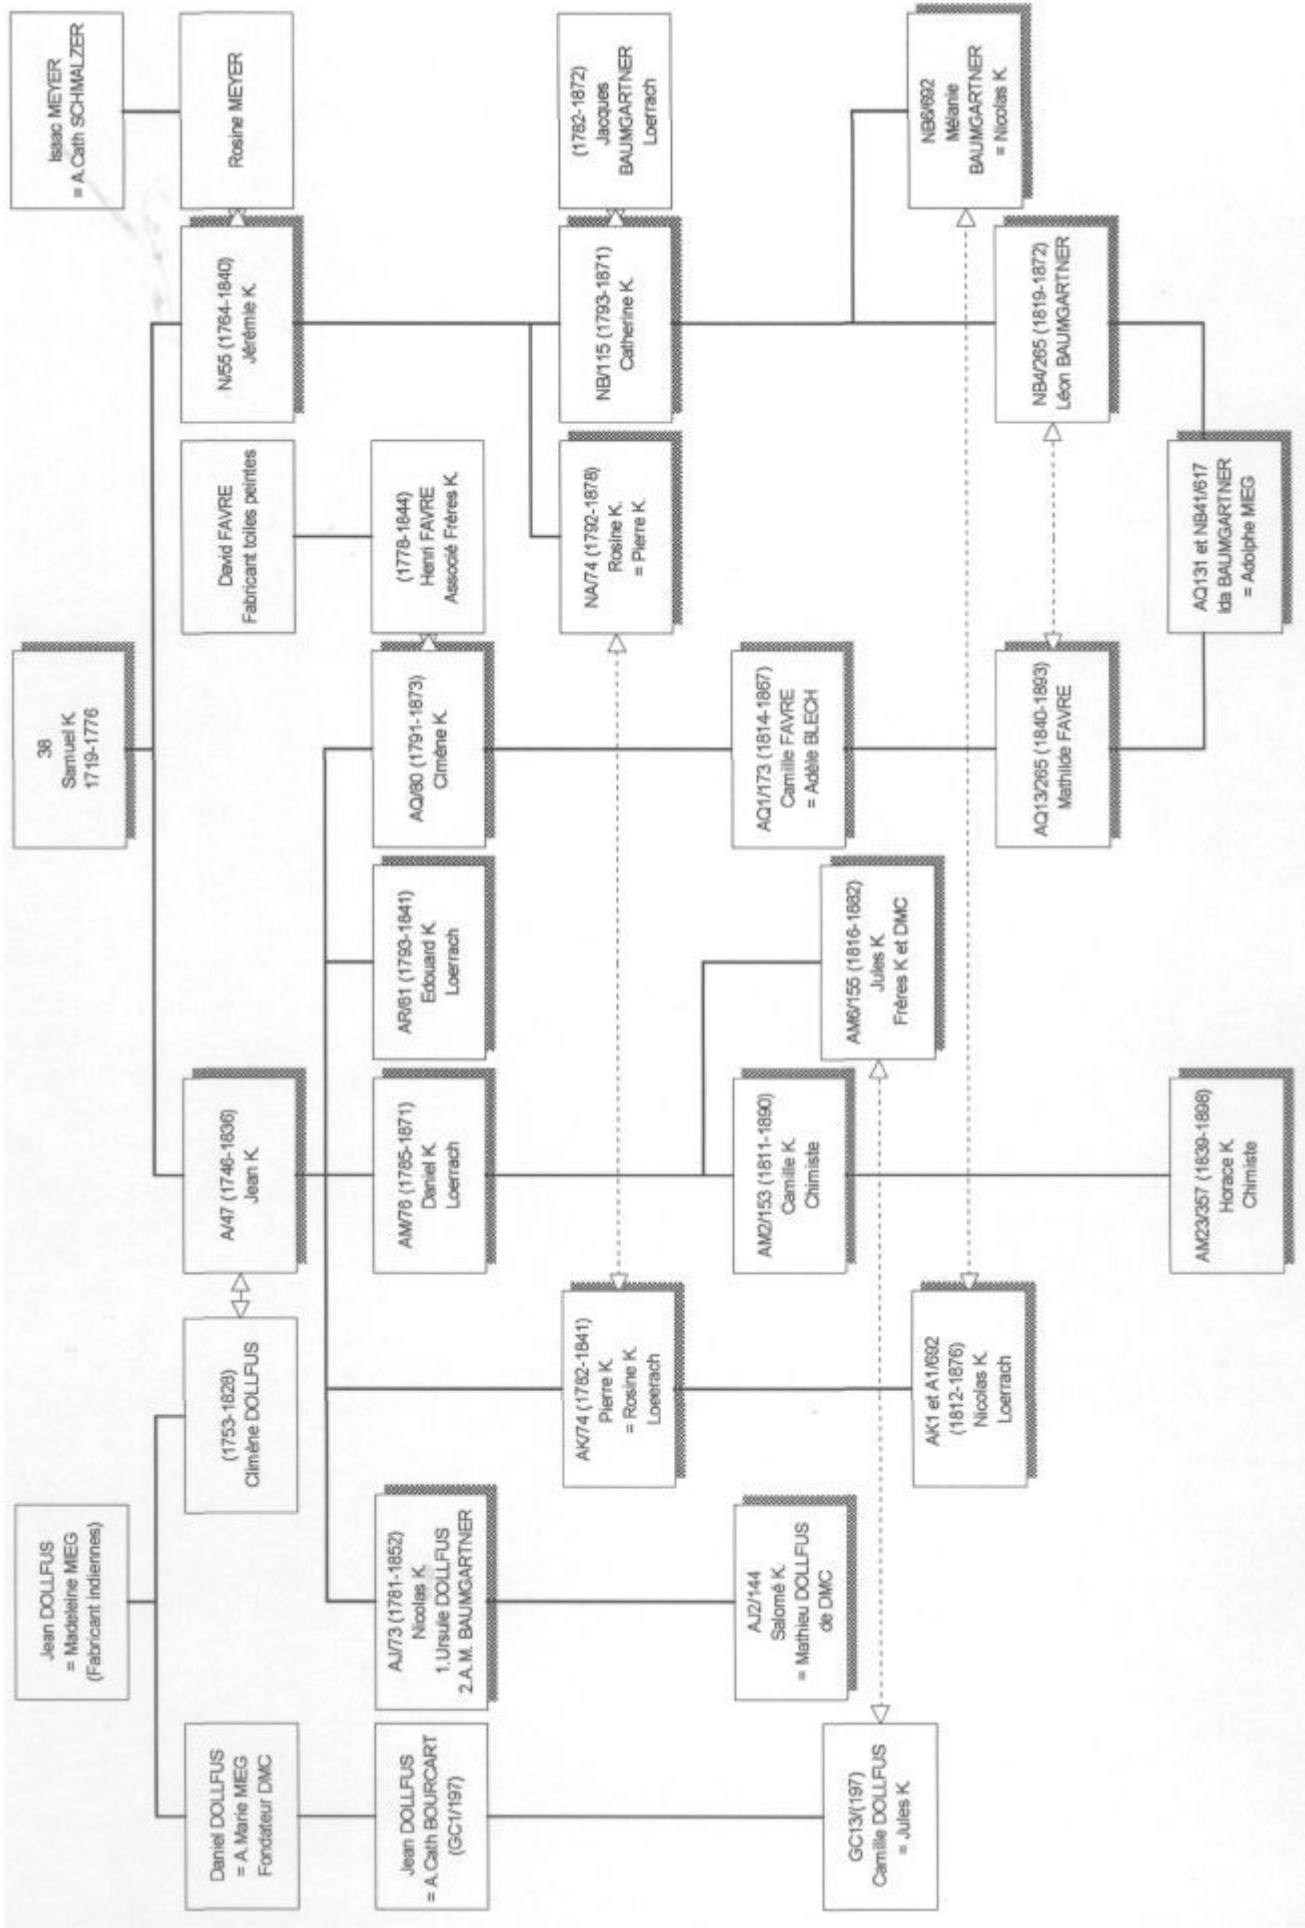 Jean DOLLFUS
= Madeleine MIEG
(Fabricant indiennes)
38
Samuel K.
1719-1776
Isaac MEYER
= A.Cath SCHMALZER
Daniel DOLLFUS
= A.Marie MIEG
Fondateur DMC
(1753-1828)
Climène DOLLFUS
A/47 (1746-1836)
Jean K.
David FAVRE
Fabricant toiles peintes
N/55 (1764-1840)
Jérémie K.
Rosine MEYER
Jean DOLLFUS
= A.Cath BOURCART
(GC1/197)
AJ/73 (1781-1852)
Nicolas K.
1.Ursule DOLLFUS
2.A.M. BAUMGARTNER
AM/76 (1785-1871)
Daniel K.
Loerrach
AR/81 (1793-1841)
Edouard K.
Loerrach
AQ/80 (1791-1873)
Clmène K.
(1778-1844)
Henri FAVRE
Associé Frères K.
AK/74 (1782-1841)
Pierre K.
= Rosine K.
Loeerach
NA/74 (1792-1878)
Rosine K.
= Pierre K.
NB/115 (1793-1871)
Catherine K.
(1782-1872)
Jacques
BAUMGARTNER
Loerrach
AJ2/144
Salomé K.
= Mathieu DOLLFUS
de DMC
AM2/153 (1811-1890)
Camille K.
Chimiste
AQ1/173 (1814-1867)
Camille FAVRE
= Adèle BLECH
GC13/(197)
Camille DOLLFUS
= Jules K.
AM6/155 (1816-1882)
Jules K.
Frères K et DMC
AK1 et A1/692
(1812-1876)
Nicolas K.
Loerrach
NB6/692
Mélanie
BAUMGARTNER
= Nicolas K.
AQ13/265 (1840-1893)
Mathilde FAVRE
NB4/265 (1819-1872)
Léon BAUMGARTNER
AM23/357 (1839-1898)
Horace K.
Chimiste
AQ131 et NB41/617
Ida BAUMGARTNER
= Adolphe MIEG